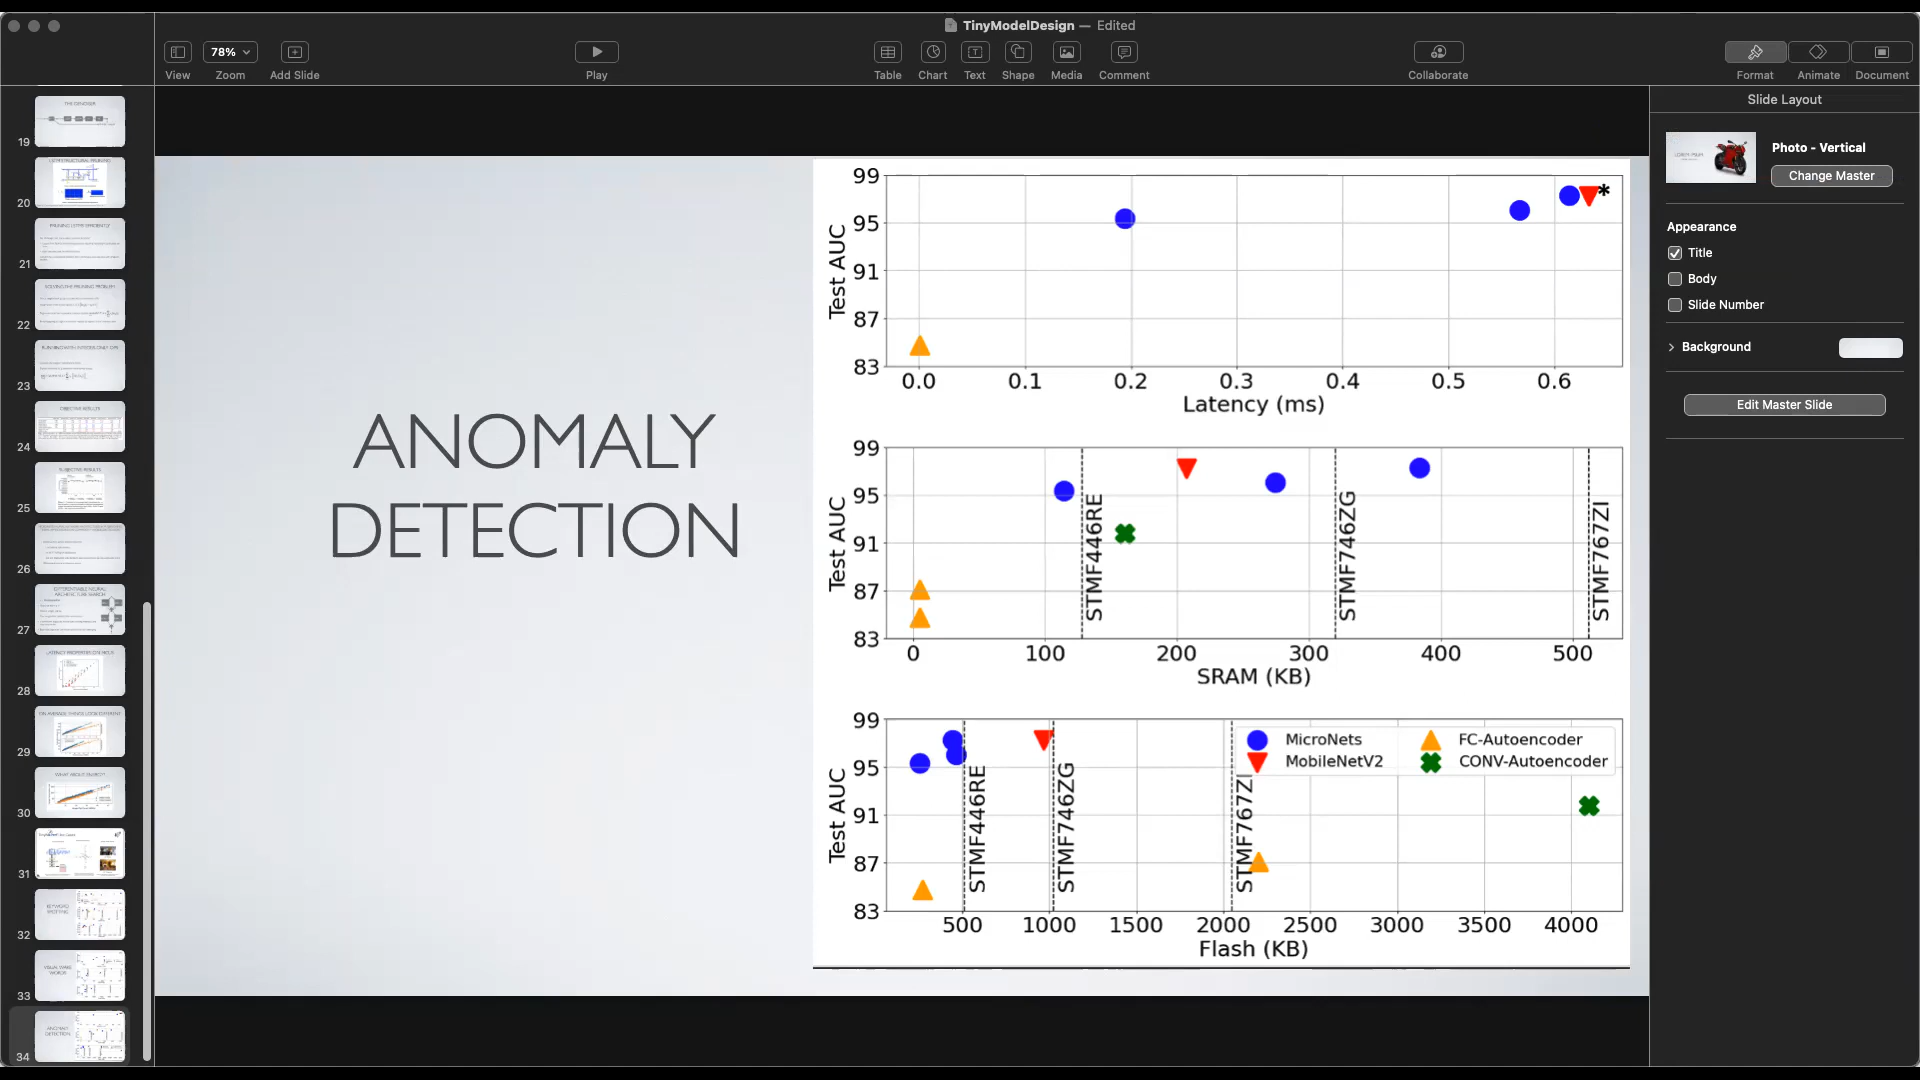 TinyModelDesign — Edited
78%
View
Zoom
Add Slide
Play
Table
Chart
Text
Shape
Media
Comment
Collaborate
Format
Animate
Document
19
20
21
22
23
24
25
26
27
28
29
30
31
32
33
34
ANOMALY
DETECTION
Test AUC
99
95
91
87
83
0.0 0.1 0.2 0.3 0.4 0.5 0.6
Latency (ms)
*
Test AUC
99
95
91
87
83
STMF446RE
STMF746ZG
STMF767ZI
0 100 200 300 400 500
SRAM (KB)
Test AUC
99
95
91
87
83
STMF446RE
STMF746ZG
STMF767ZI
MicroNets
FC-Autoencoder
MobileNetV2
CONV-Autoencoder
500 1000 1500 2000 2500 3000 3500 4000
Flash (KB)
Slide Layout
Photo - Vertical
Change Master
Appearance
Title
Body
Slide Number
Background
Edit Master Slide